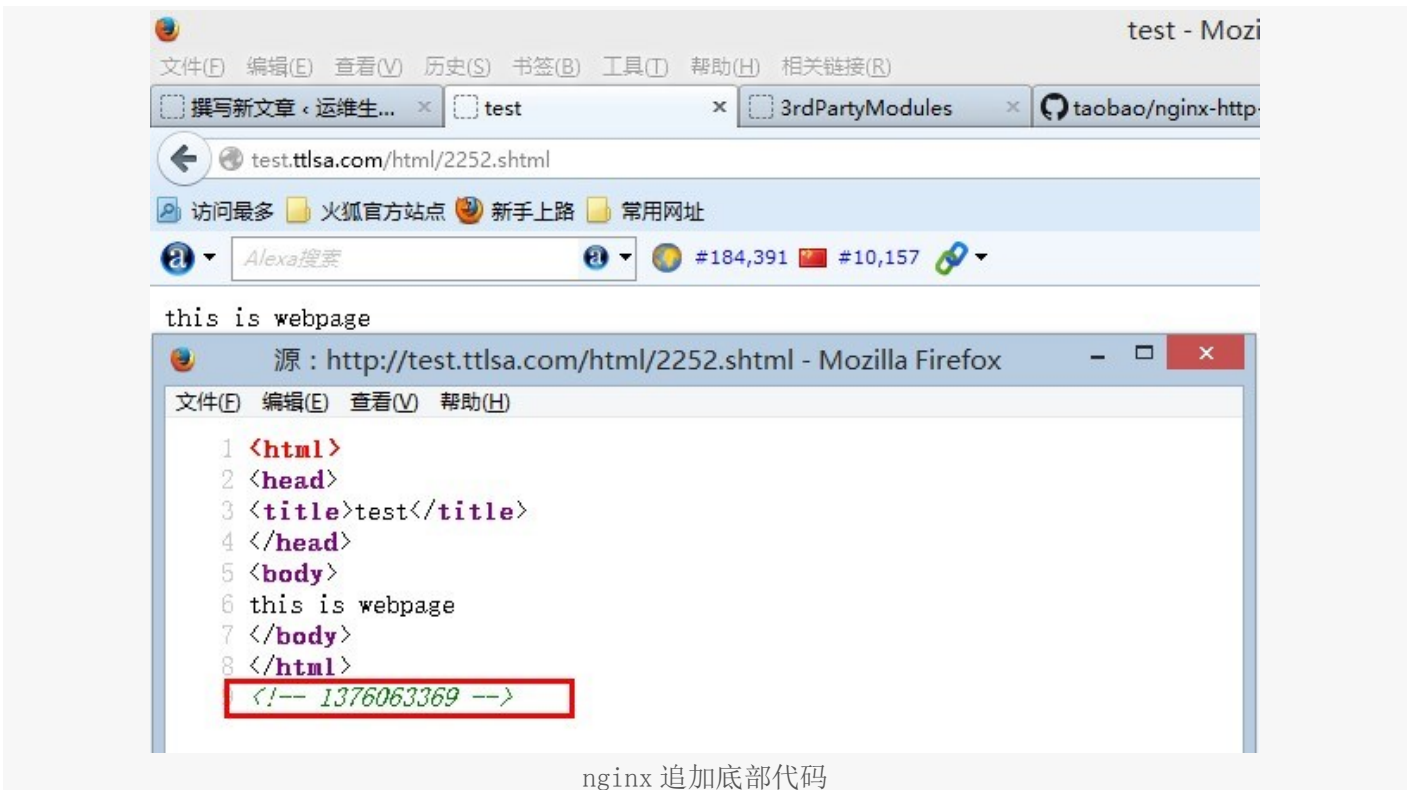 test - Mozi
文件(F) 编辑(E) 查看(V) 历史(S) 书签(B) 工具(T) 帮助(H) 相关链接(R)
撰写新文章 ‹ 运维生... × test × 3rdPartyModules × taobao/nginx-http-
test.ttlsa.com/html/2252.shtml
访问最多 火狐官方站点 新手上路 常用网址
a Alexa搜索 a #184,391 #10,157
this is webpage
源：http://test.ttlsa.com/html/2252.shtml - Mozilla Firefox
文件(F) 编辑(E) 查看(V) 帮助(H)
1 <html>
2 <head>
3 <title>test</title>
4 </head>
5 <body>
6 this is webpage
7 </body>
8 </html>
<!-- 1376063369 -->
nginx 追加底部代码